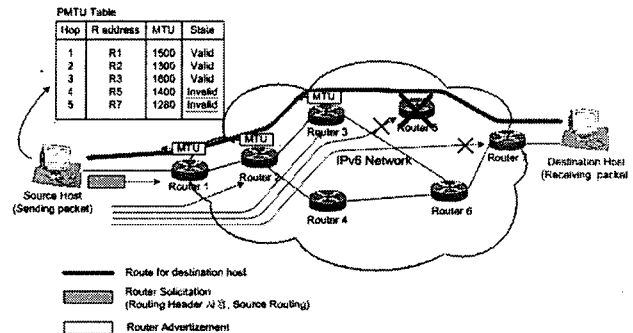 PMTU Table
Hop R address MTU State
1 R1 1500 Valid
2 R2 1300 Valid
3 R3 1600 Valid
4 R5 1400 Invalid
5 R7 1280 Invalid
MTU
MTU
MTU
Router 1
Router 2
Router 3
Router 5
IPv6 Network
Router
Router 4
Router 6
Source Host
(Sending packet)
Destination Host
(Receiving packet
Route for destination host
Router Solicitation
(Routing Header 사용, Source Routing)
Router Advertizement